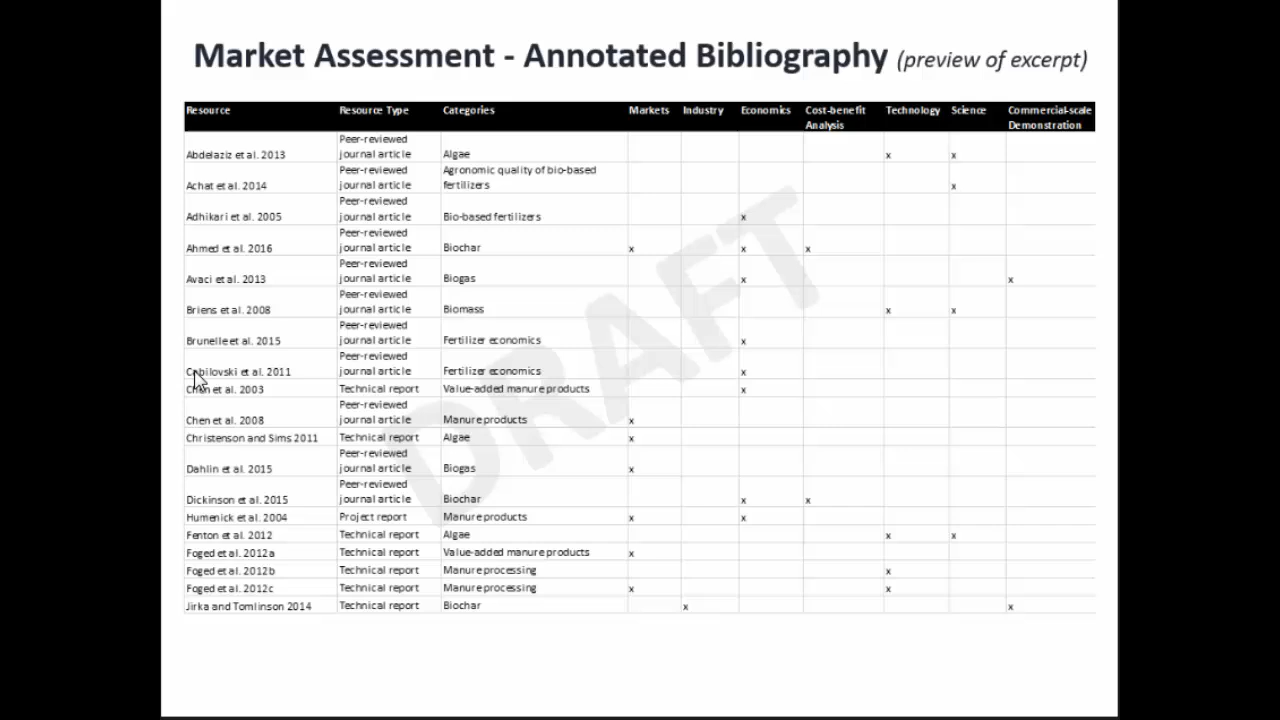 Market Assessment - Annotated Bibliography (preview of excerpt)
Resource Resource Type Categories Markets Industry Economics Cost-benefit Analysis Technology Science Commercial-scale Demonstration
Abdelaziz et al. 2013 Peer-reviewed journal article Algae x x
Achat et al. 2014 Peer-reviewed journal article Agronomic quality of bio-based fertilizers x
Adhikari et al. 2005 Peer-reviewed journal article Bio-based fertilizers x
Ahmed et al. 2016 Peer-reviewed journal article Biochar x x x
Avaci et al. 2013 Peer-reviewed journal article Biogas x x
Briens et al. 2008 Peer-reviewed journal article Biomass x x
Brunelle et al. 2015 Peer-reviewed journal article Fertilizer economics x
et al. 2011 Peer-reviewed journal article Fertilizer economics x
et al. 2003 Technical report Value-added manure products x
Chen et al. 2008 Peer-reviewed journal article Manure products x
Christenson and Sims 2011 Technical report Algae x
Dahlin et al. 2015 Peer-reviewed journal article Biogas x
Dickinson et al. 2015 Peer-reviewed journal article Biochar x x
Humenick et al. 2004 Project report Manure products x x
Fenton et al. 2012 Technical report Algae x x
Foged et al. 2012a Technical report Value-added manure products x
Foged et al. 2012b Technical report Manure processing x
Foged et al. 2012c Technical report Manure processing x x
Jirka and Tomlinson 2014 Technical report Biochar x x
DRAFT